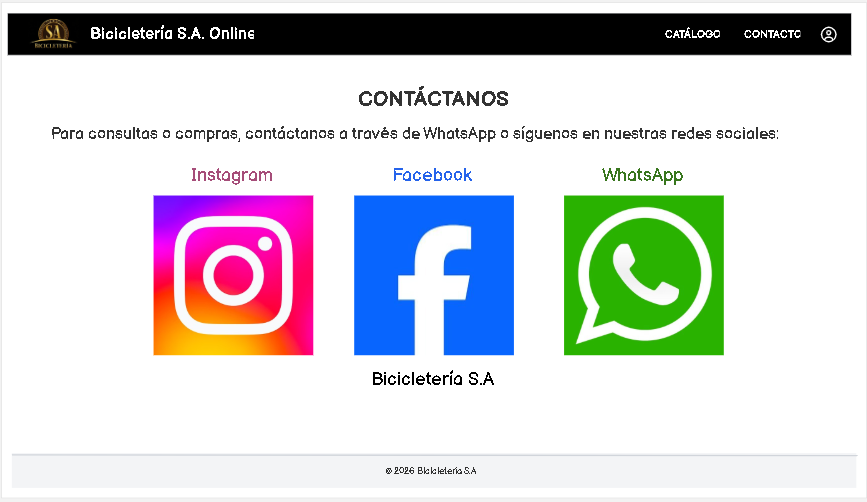 SA
BICICLETERÍA
Bicicletería S.A. Online
CATÁLOGO
CONTACTO
CONTÁCTANOS
Para consultas o compras, contáctanos a través de WhatsApp o síguenos en nuestras redes sociales:
Instagram
Facebook
WhatsApp
Bicicletería S.A
© 2026 Bicicletería S.A